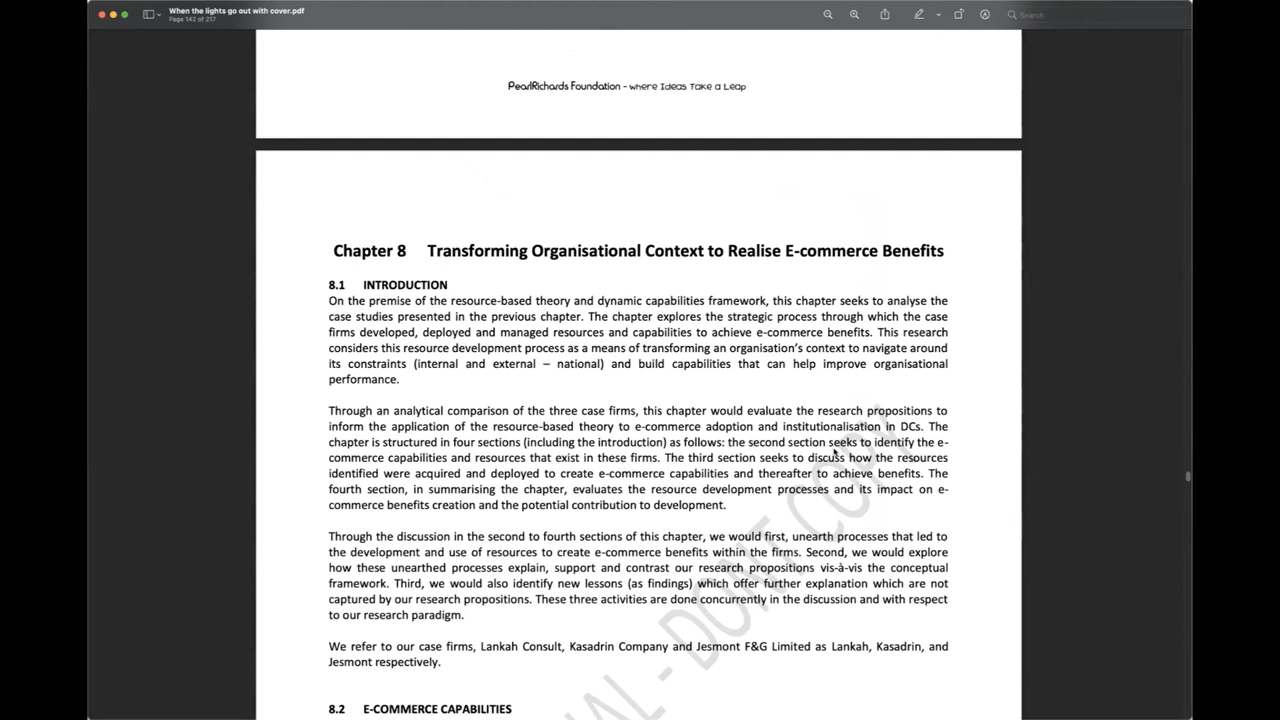 When the lights go out with cover.pdf
Page 142 of 217
Search
PearlRichards Foundation - where Ideas Take a Leap
Chapter 8 Transforming Organisational Context to Realise E-commerce Benefits
8.1 INTRODUCTION
On the premise of the resource-based theory and dynamic capabilities framework, this chapter seeks to analyse the
case studies presented in the previous chapter. The chapter explores the strategic process through which the case
firms developed, deployed and managed resources and capabilities to achieve e-commerce benefits. This research
considers this resource development process as a means of transforming an organisation's context to navigate around
its constraints (internal and external – national) and build capabilities that can help improve organisational
performance.
Through an analytical comparison of the three case firms, this chapter would evaluate the research propositions to
inform the application of the resource-based theory to e-commerce adoption and institutionalisation in DCs. The
chapter is structured in four sections (including the introduction) as follows: the second section seeks to identify the e-
commerce capabilities and resources that exist in these firms. The third section seeks to discuss how the resources
identified were acquired and deployed to create e-commerce capabilities and thereafter to achieve benefits. The
fourth section, in summarising the chapter, evaluates the resource development processes and its impact on e-
commerce benefits creation and the potential contribution to development.
Through the discussion in the second to fourth sections of this chapter, we would first, unearth processes that led to
the development and use of resources to create e-commerce benefits within the firms. Second, we would explore
how these unearthed processes explain, support and contrast our research propositions vis-à-vis the conceptual
framework. Third, we would also identify new lessons (as findings) which offer further explanation which are not
captured by our research propositions. These three activities are done concurrently in the discussion and with respect
to our research paradigm.
We refer to our case firms, Lankah Consult, Kasadrin Company and Jesmont F&G Limited as Lankah, Kasadrin, and
Jesmont respectively.
8.2 E-COMMERCE CAPABILITIES
IAL - DONT COPY